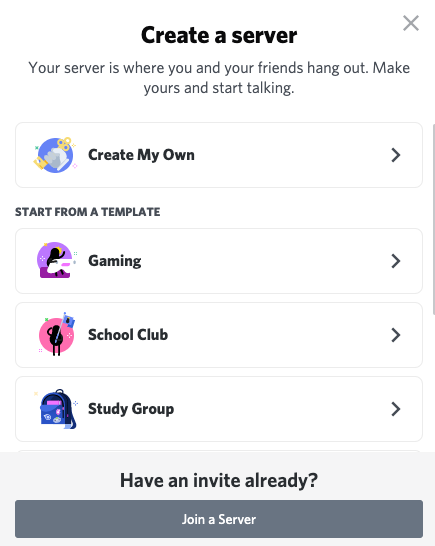 Create a server
Your server is where you and your friends hang out. Make
yours and start talking.
Create My Own
START FROM A TEMPLATE
Gaming
School Club
Study Group
Have an invite already?
Join a Server